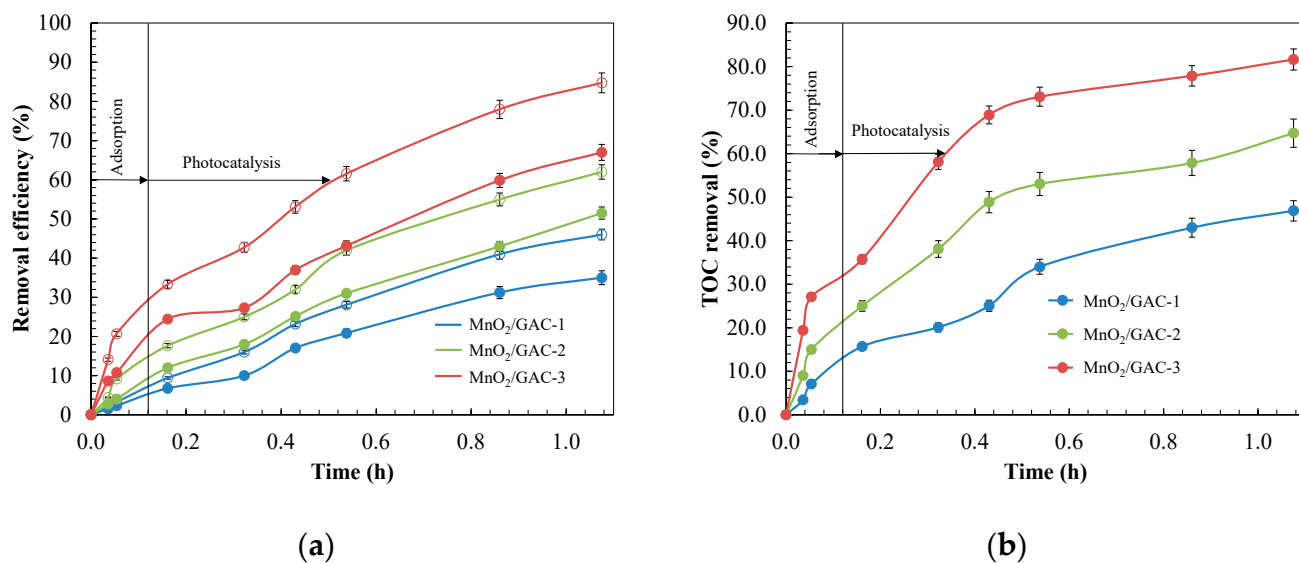 100
90
80
70
60
50
40
30
20
10
0
Removal efficiency (%)
Adsorption
Photocatalysis
MnO₂/GAC-1
MnO₂/GAC-2
MnO₂/GAC-3
0.0 0.2 0.4 0.6 0.8 1.0
Time (h)
(a)
90.0
80.0
70.0
60.0
50.0
40.0
30.0
20.0
10.0
0.0
TOC removal (%)
Adsorption
Photocatalysis
MnO₂/GAC-1
MnO₂/GAC-2
MnO₂/GAC-3
0.0 0.2 0.4 0.6 0.8 1.0
Time (h)
(b)